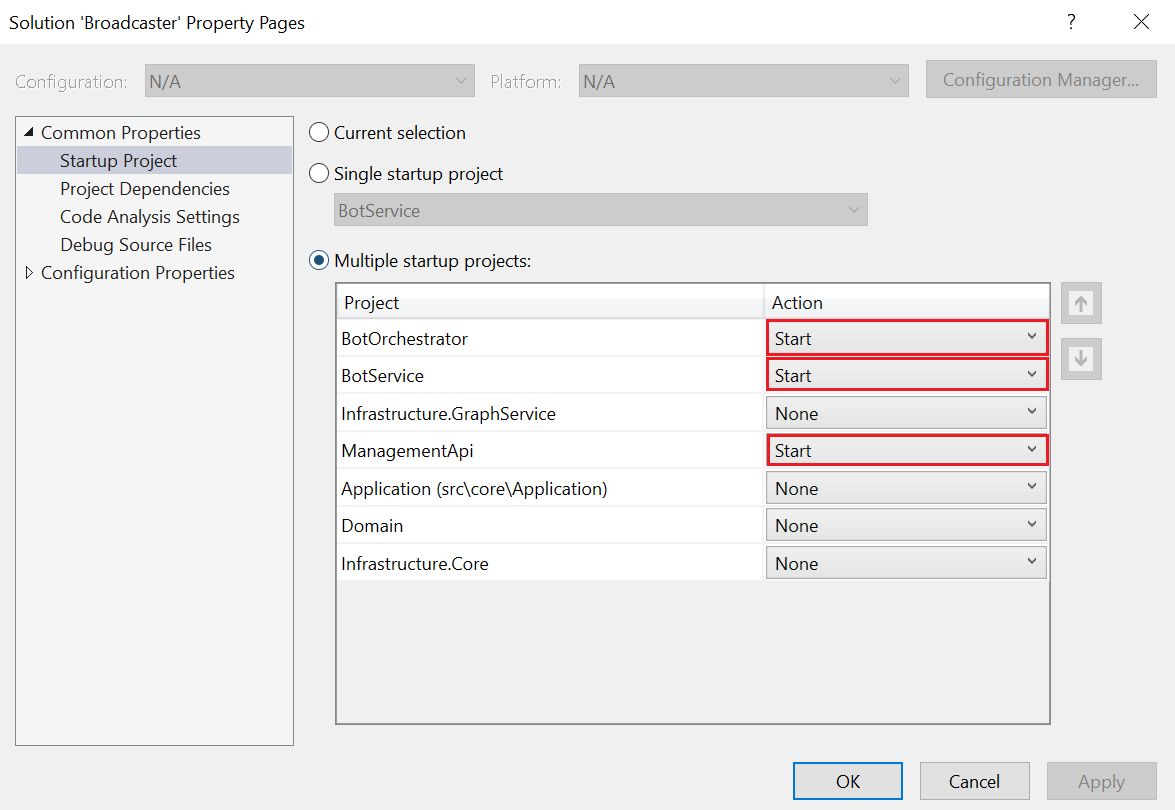 Solution 'Broadcaster' Property Pages ?
Configuration: N/A Platform: N/A Configuration Manager...
Common Properties
Startup Project
Project Dependencies
Code Analysis Settings
Debug Source Files
Configuration Properties
Current selection
Single startup project
BotService
Multiple startup projects:
Project Action
BotOrchestrator Start
BotService Start
Infrastructure.GraphService None
ManagementApi Start
Application (src\core\Application) None
Domain None
Infrastructure.Core None
OK Cancel Apply